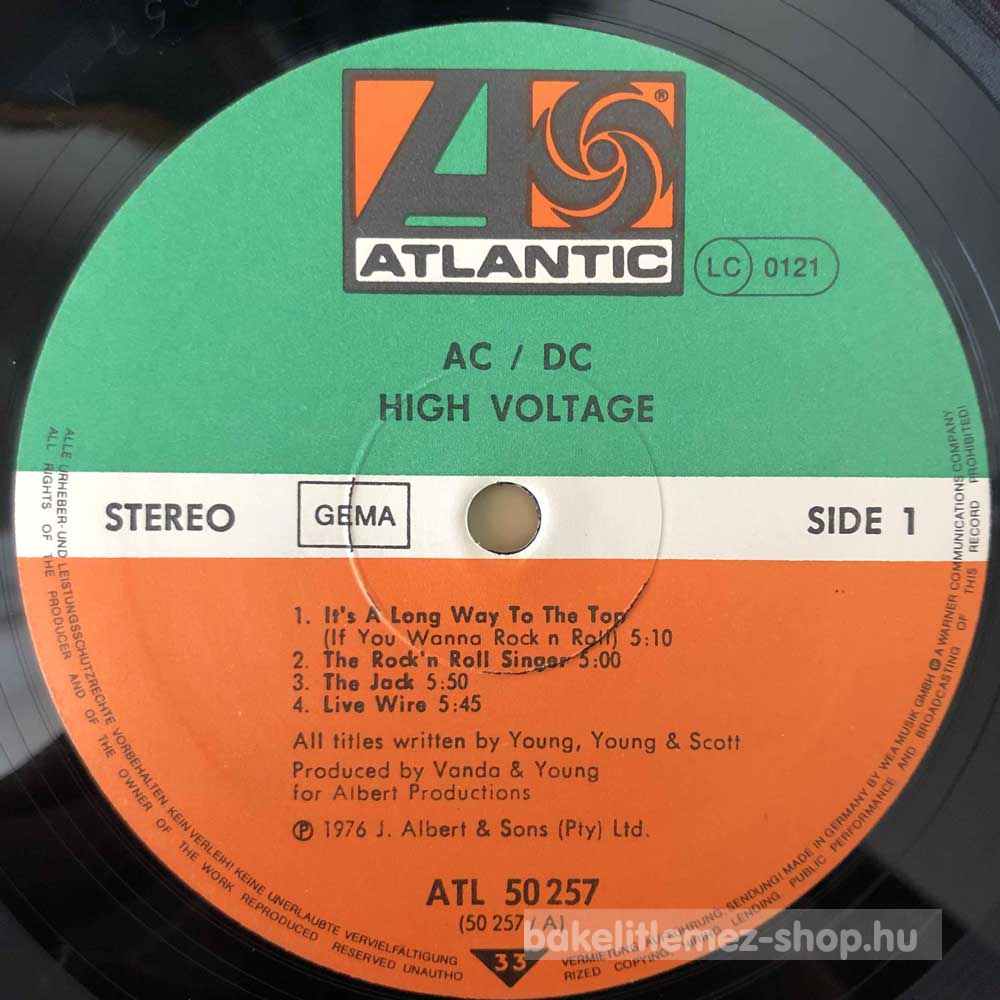 ®
ATLANTIC
LC 0121
AC / DC
HIGH VOLTAGE
STEREO
GEMA
SIDE 1
1. It's A Long Way To The Top
(If You Wanna Rock n Roll) 5:10
2. The Rock'n Roll Singer 5:00
3. The Jack 5:50
4. Live Wire 5:45
All titles written by Young, Young & Scott
Produced by Vanda & Young
for Albert Productions
℗ 1976 J. Albert & Sons (Pty) Ltd.
ATL 50 257
(50 257 / A)
33
ALLE URHEBER- UND LEISTUNGSSCHUTZRECHTE VORBEHALTEN KEIN VERLEIH! KEINE UNERLAUBTE VERVIELFÄLTIGUNG
VERMIETUNG AUFFÜHRUNG, SENDUNG! MADE IN GERMANY BY WEA MUSIK GMBH A WARNER COMMUNICATIONS COMPANY
ALL RIGHTS OF THE PRODUCER AND OF THE OWNER OF THE WORK REPRODUCED RESERVED UNAUTHO
RIZED COPYING, LENDING PUBLIC PERFORMANCE AND BROADCASTING OF THIS RECORD PROHIBITED!
bakelitlemez-shop.hu